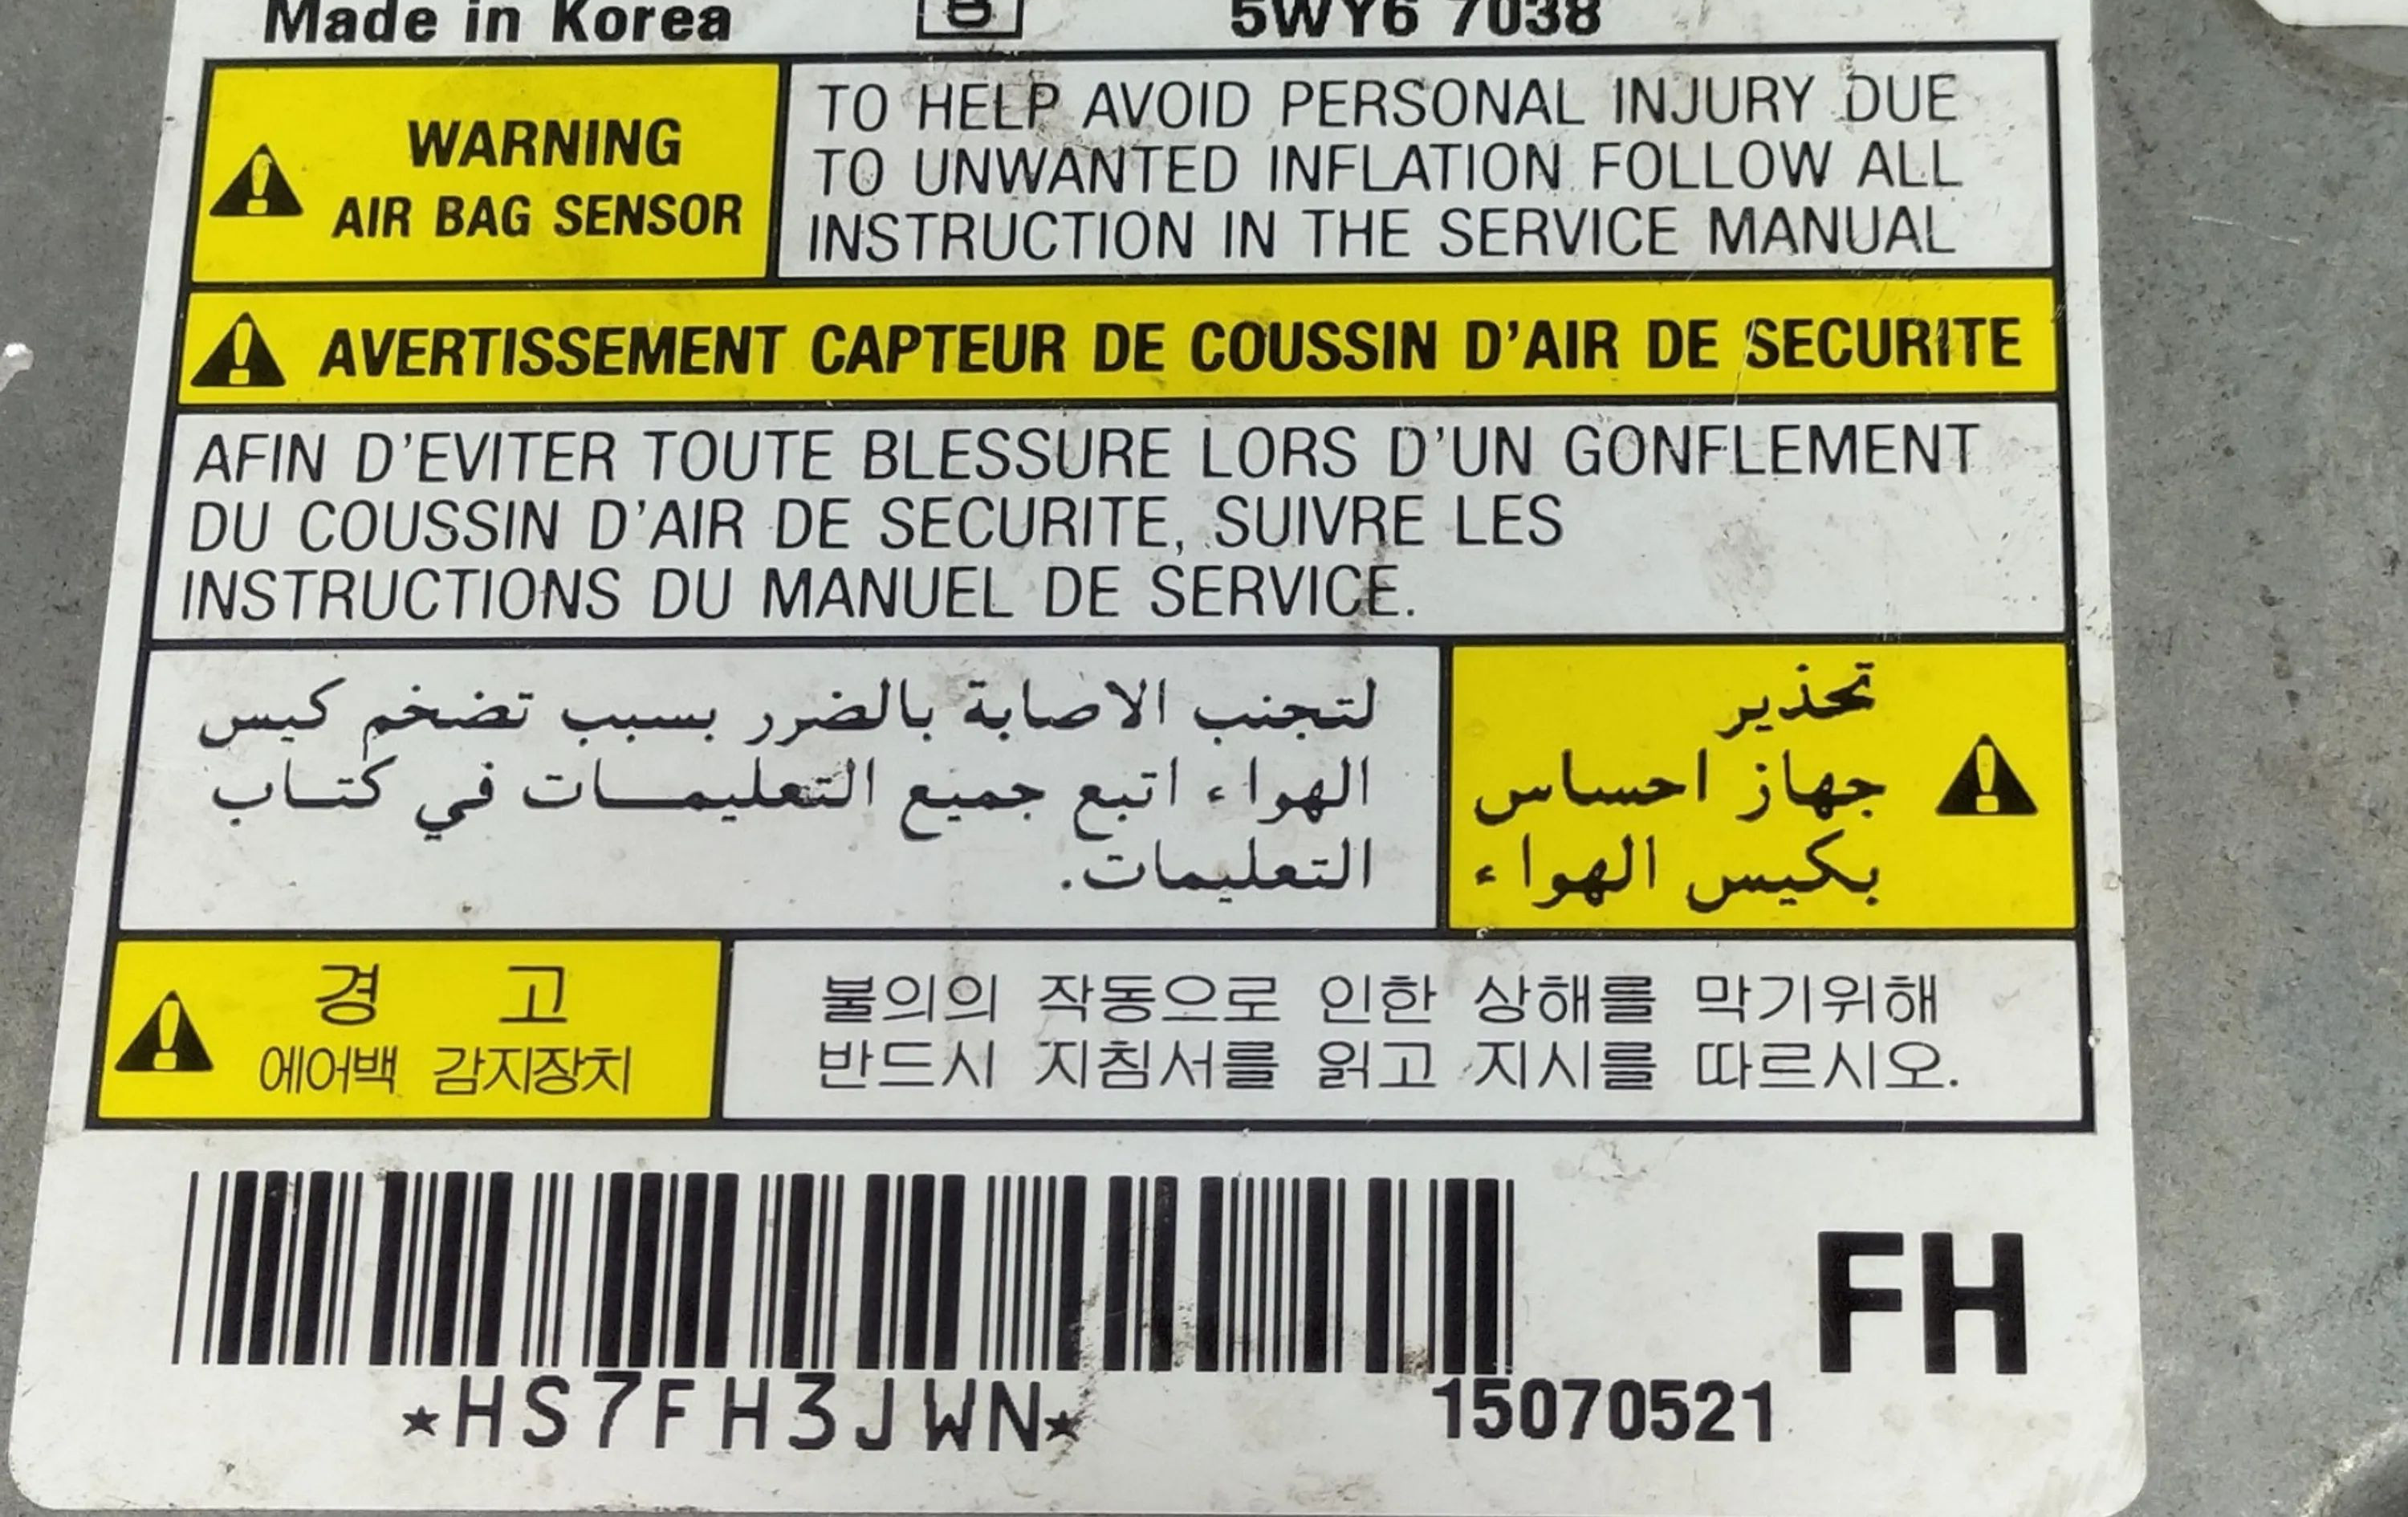 Made in Korea
5WY6 7038
WARNING
AIR BAG SENSOR
TO HELP AVOID PERSONAL INJURY DUE
TO UNWANTED INFLATION FOLLOW ALL
INSTRUCTION IN THE SERVICE MANUAL
AVERTISSEMENT CAPTEUR DE COUSSIN D'AIR DE SECURITE
AFIN D'EVITER TOUTE BLESSURE LORS D'UN GONFLEMENT
DU COUSSIN D'AIR DE SECURITE, SUIVRE LES
INSTRUCTIONS DU MANUEL DE SERVICE.
تحذير
جهاز احساس
بكيس الهواء
لتجنب الاصابة بالضرر بسبب تضخم كيس
الهواء اتبع جميع التعليمــات في كتــاب
التعليمات.
경 고
에어백 감지장치
불의의 작동으로 인한 상해를 막기위해
반드시 지침서를 읽고 지시를 따르시오.
FH
*HS7FH3JWN*
15070521